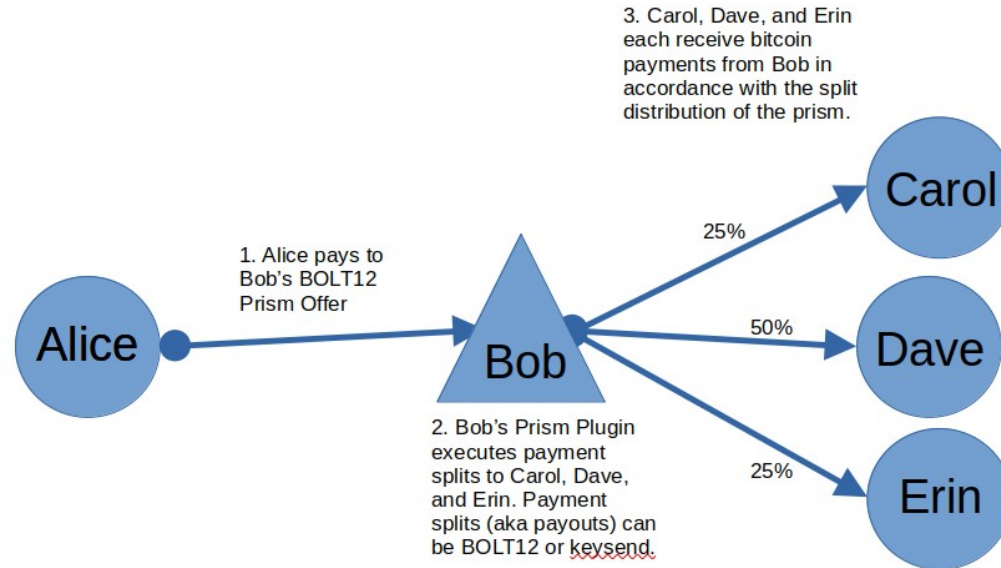 3. Carol, Dave, and Erin
each receive bitcoin
payments from Bob in
accordance with the split
distribution of the prism.
Carol
25%
1. Alice pays to
Bob’s BOLT12
Prism Offer
Alice
Bob
50%
Dave
2. Bob’s Prism Plugin
executes payment
splits to Carol, Dave,
and Erin. Payment
splits (aka payouts) can
be BOLT12 or keysend.
25%
Erin